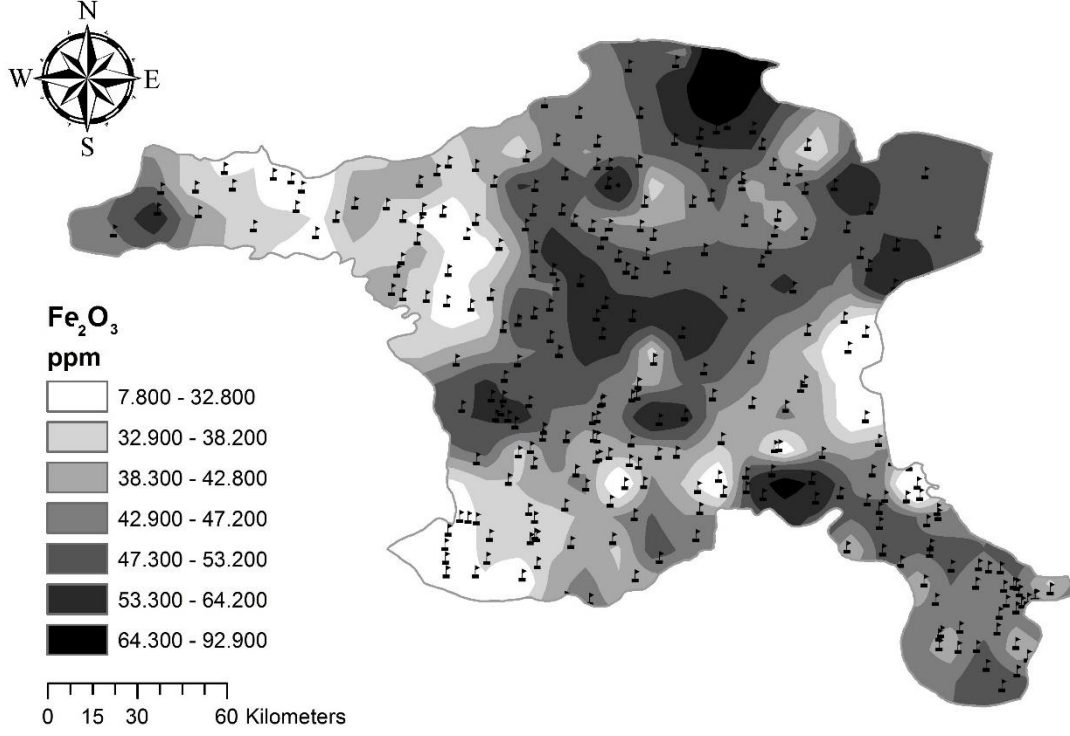 N
W E
S
Fe₂O₃
ppm
7.800 - 32.800
32.900 - 38.200
38.300 - 42.800
42.900 - 47.200
47.300 - 53.200
53.300 - 64.200
64.300 - 92.900
0 15 30 60 Kilometers